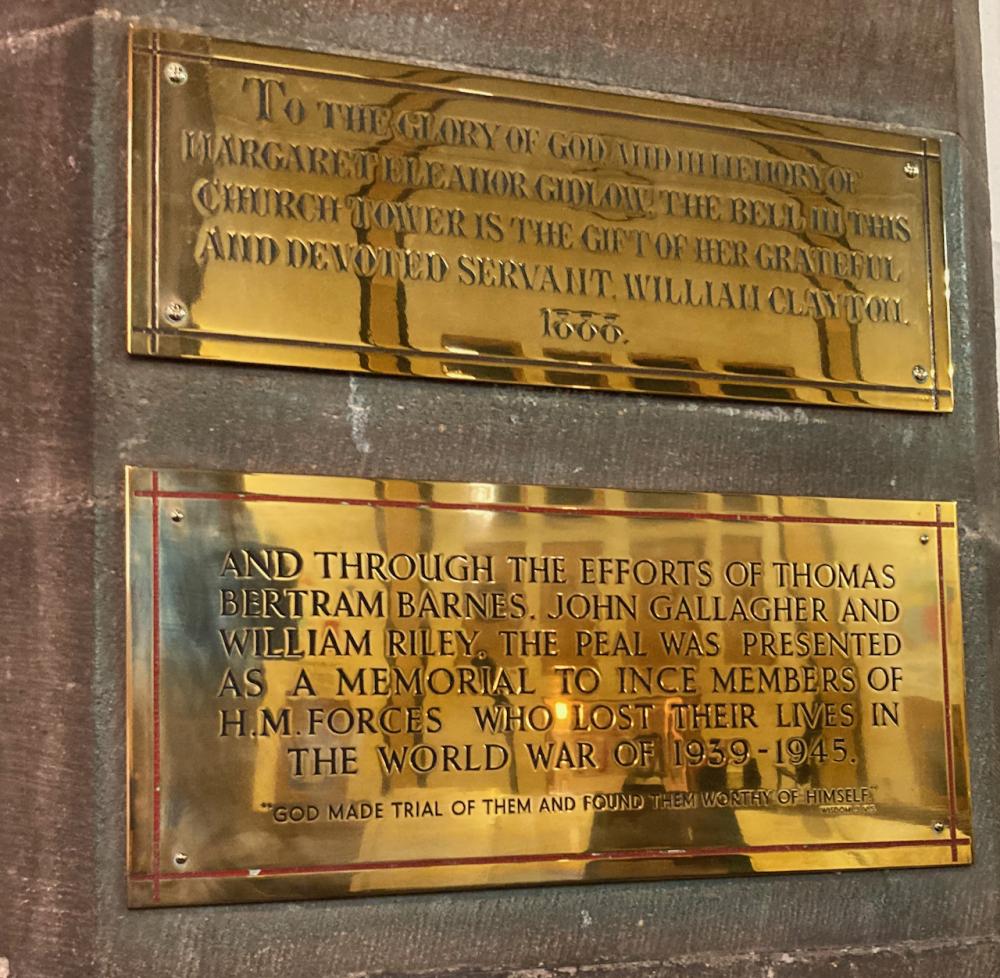 TO THE GLORY OF GOD AND IN MEMORY OF
MARGARET ELEANOR GIDLOW. THE BELL IN THIS
CHURCH TOWER IS THE GIFT OF HER GRATEFUL
AND DEVOTED SERVANT. WILLIAM CLAYTON.
1888.
AND THROUGH THE EFFORTS OF THOMAS
BERTRAM BARNES. JOHN GALLAGHER AND
WILLIAM RILEY. THE PEAL WAS PRESENTED
AS A MEMORIAL TO INCE MEMBERS OF
H.M. FORCES WHO LOST THEIR LIVES IN
THE WORLD WAR OF 1939-1945.
"GOD MADE TRIAL OF THEM AND FOUND THEM WORTHY OF HIMSELF."
WISDOM